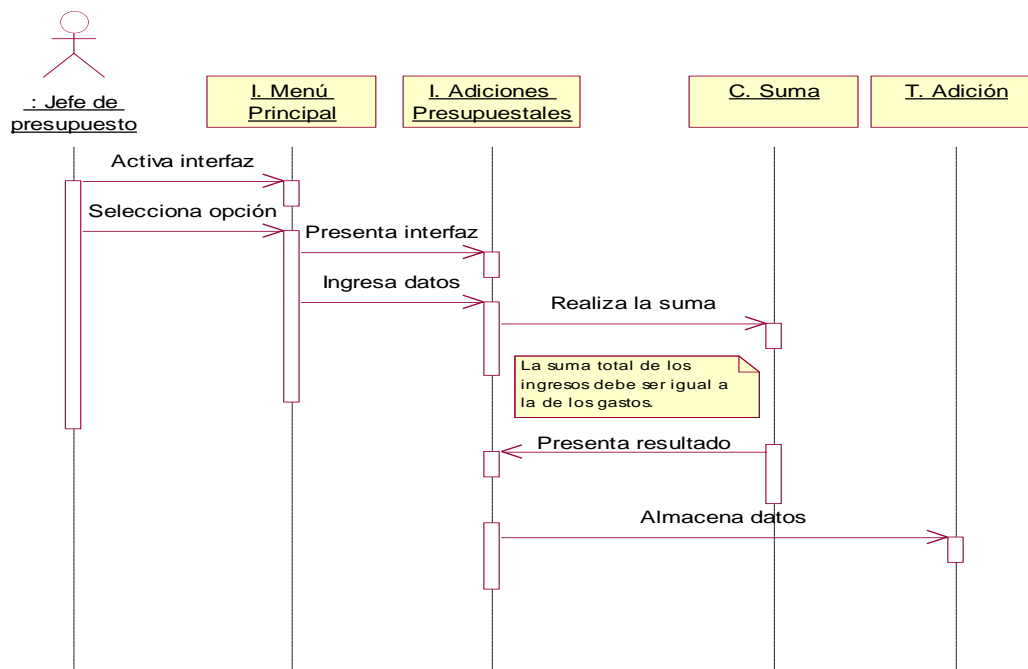 : Jefe de
presupuesto
I. Menú
Principal
I. Adiciones
Presupuestales
C. Suma
T. Adición
Activa interfaz
Selecciona opción
Presenta interfaz
Ingresa datos
Realiza la suma
La suma total de los
ingresos debe ser igual a
la de los gastos.
Presenta resultado
Almacena datos